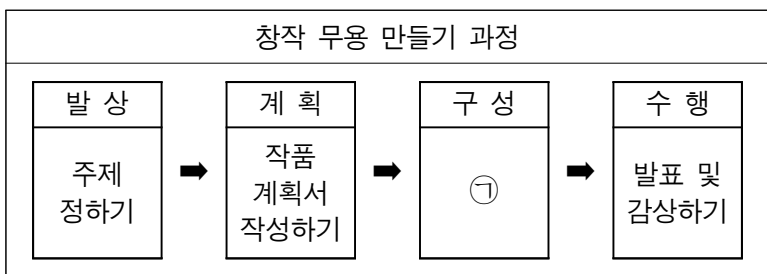 창작 무용 만들기 과정
발 상
주제
정하기
➡
계 획
작품
계획서
작성하기
➡
구 성
㉠
➡
수 행
발표 및
감상하기